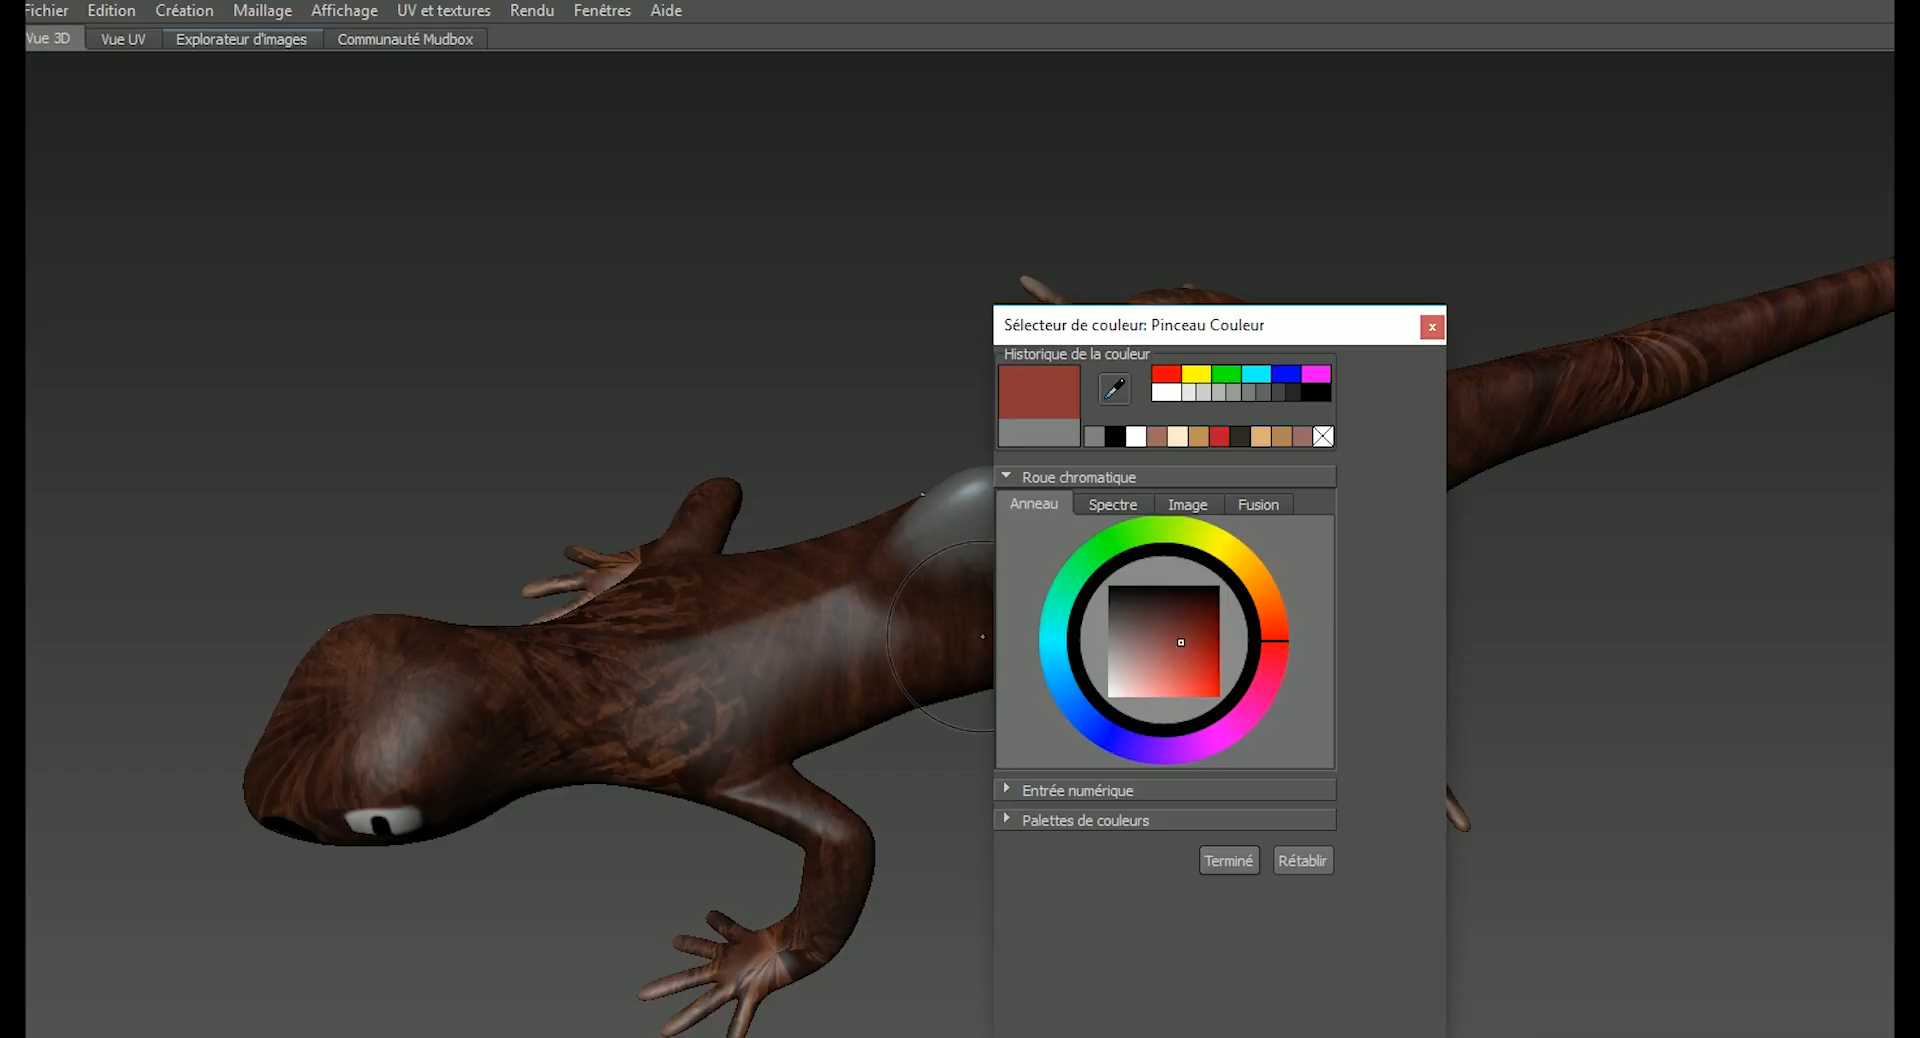 Fichier Edition Création Maillage Affichage UV et textures Rendu Fenêtres Aide
Vue 3D Vue UV Explorateur d'images Communauté Mudbox
Sélecteur de couleur: Pinceau Couleur x
Historique de la couleur
Roue chromatique
Anneau Spectre Image Fusion
Entrée numérique
Palettes de couleurs
Terminé Rétablir